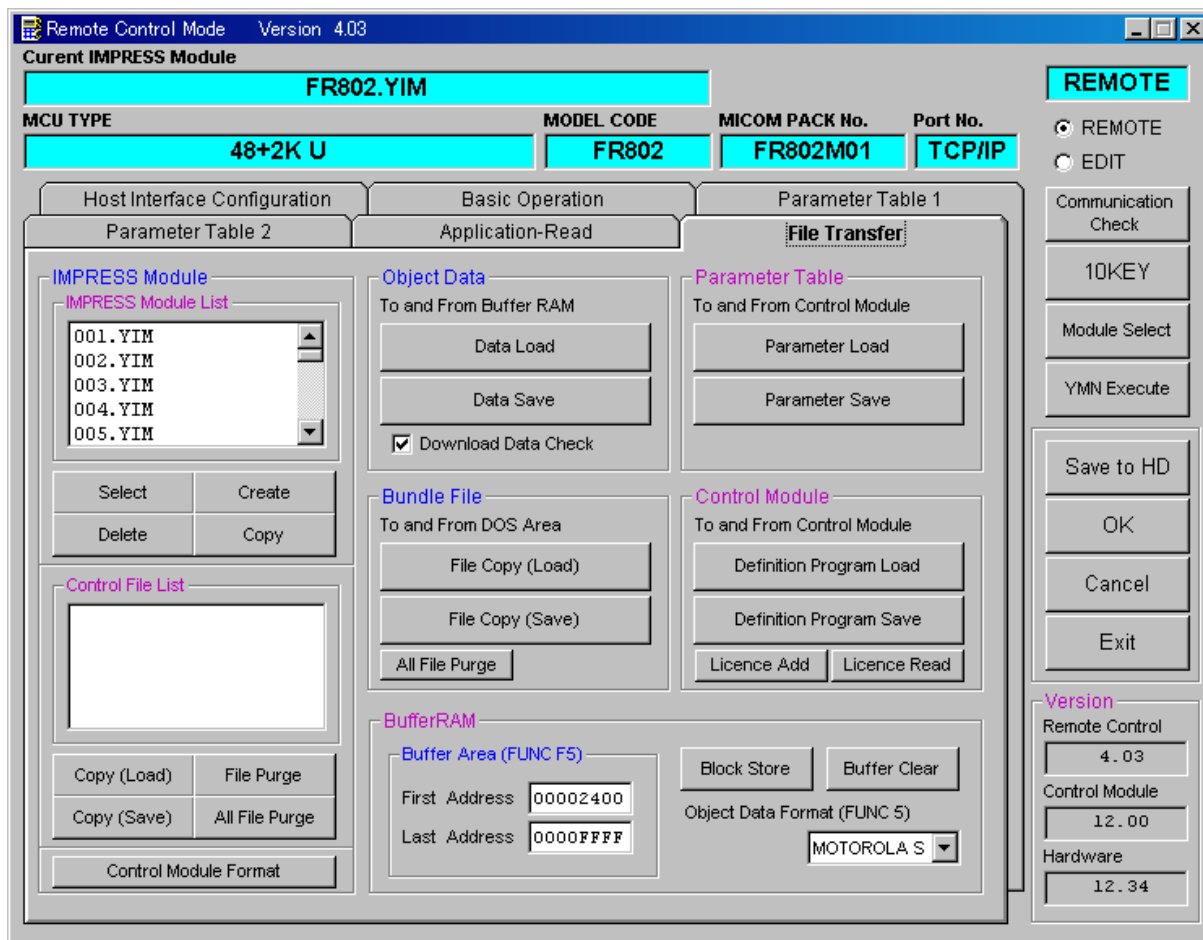 Remote Control Mode Version 4.03
Curent IMPRESS Module
FR802.YIM
REMOTE
MCU TYPE
MODEL CODE
MICOM PACK No.
Port No.
48+2K U
FR802
FR802M01
TCP/IP
REMOTE
EDIT
Host Interface Configuration
Basic Operation
Parameter Table 1
Parameter Table 2
Application-Read
File Transfer
IMPRESS Module
IMPRESS Module List
001.YIM
002.YIM
003.YIM
004.YIM
005.YIM
Select
Create
Delete
Copy
Control File List
Copy (Load)
File Purge
Copy (Save)
All File Purge
Control Module Format
Object Data
To and From Buffer RAM
Data Load
Data Save
Download Data Check
Parameter Table
To and From Control Module
Parameter Load
Parameter Save
Bundle File
To and From DOS Area
File Copy (Load)
File Copy (Save)
All File Purge
Control Module
To and From Control Module
Definition Program Load
Definition Program Save
Licence Add
Licence Read
BufferRAM
Buffer Area (FUNC F5)
First Address 00002400
Last Address 0000FFFF
Block Store
Buffer Clear
Object Data Format (FUNC 5)
MOTOROLA S
Communication
Check
10KEY
Module Select
YMN Execute
Save to HD
OK
Cancel
Exit
Version
Remote Control
4.03
Control Module
12.00
Hardware
12.34